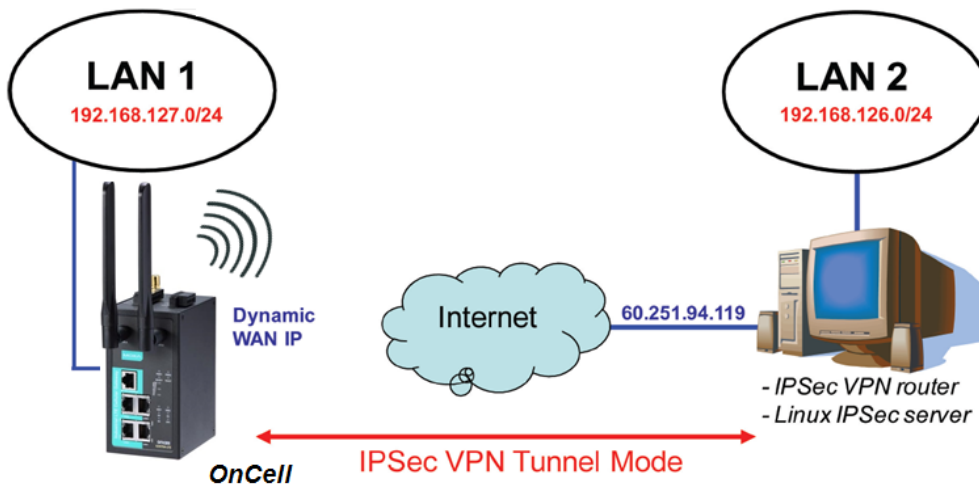 LAN 1
192.168.127.0/24
LAN 2
192.168.126.0/24
Dynamic
WAN IP
Internet
60.251.94.119
- IPSec VPN router
- Linux IPSec server
IPSec VPN Tunnel Mode
OnCell